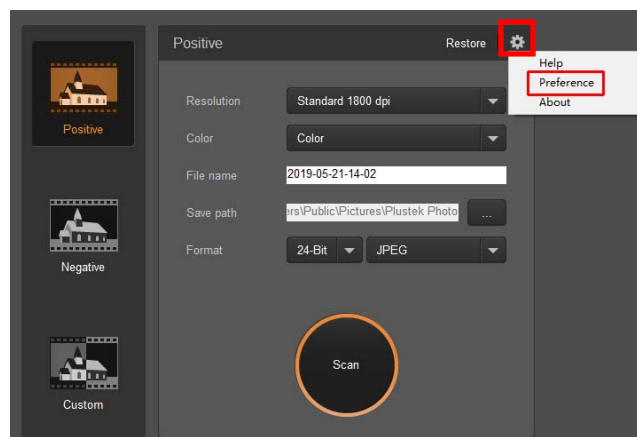 Positive
Restore
Help
Preference
About
Positive
Resolution
Standard 1800 dpi
Color
Color
File name
2019-05-21-14-02
Save path
ers\Public\Pictures\Plustek Photo
...
Format
24-Bit
JPEG
Negative
Scan
Custom